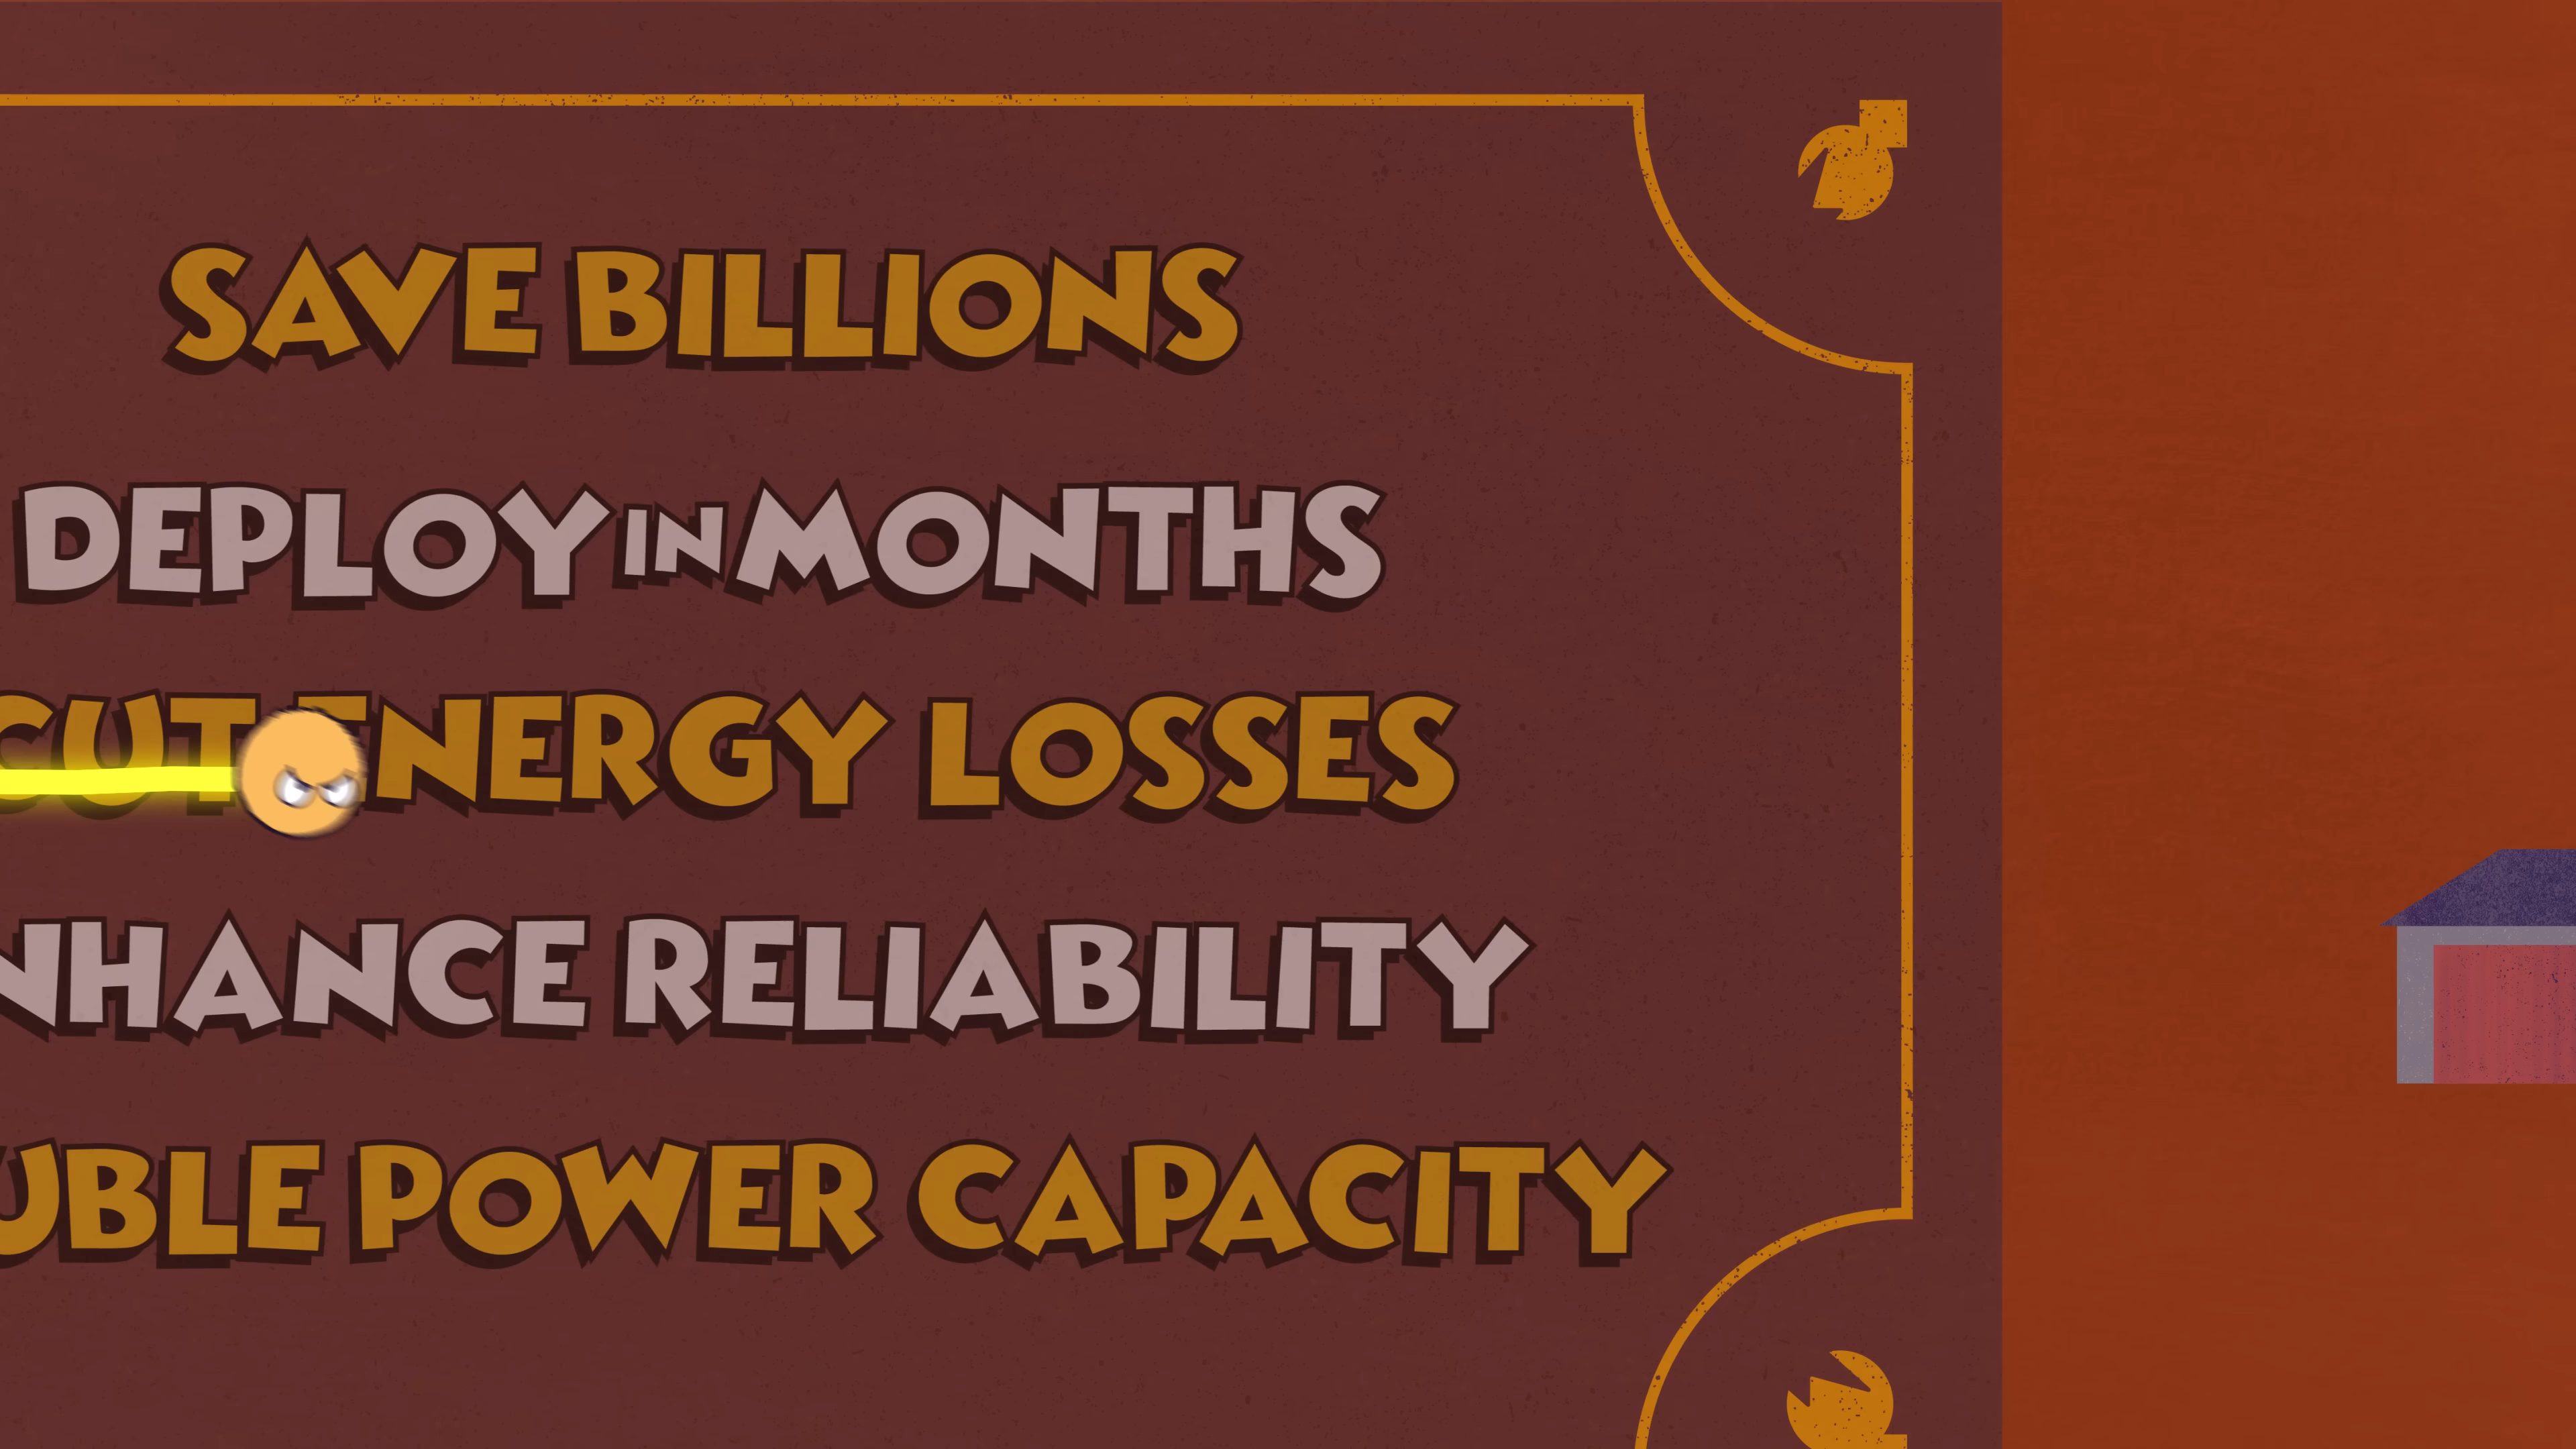 SAVE BILLIONS
DEPLOY IN MONTHS
CUT ENERGY LOSSES
NHANCE RELIABILITY
UBLE POWER CAPACITY